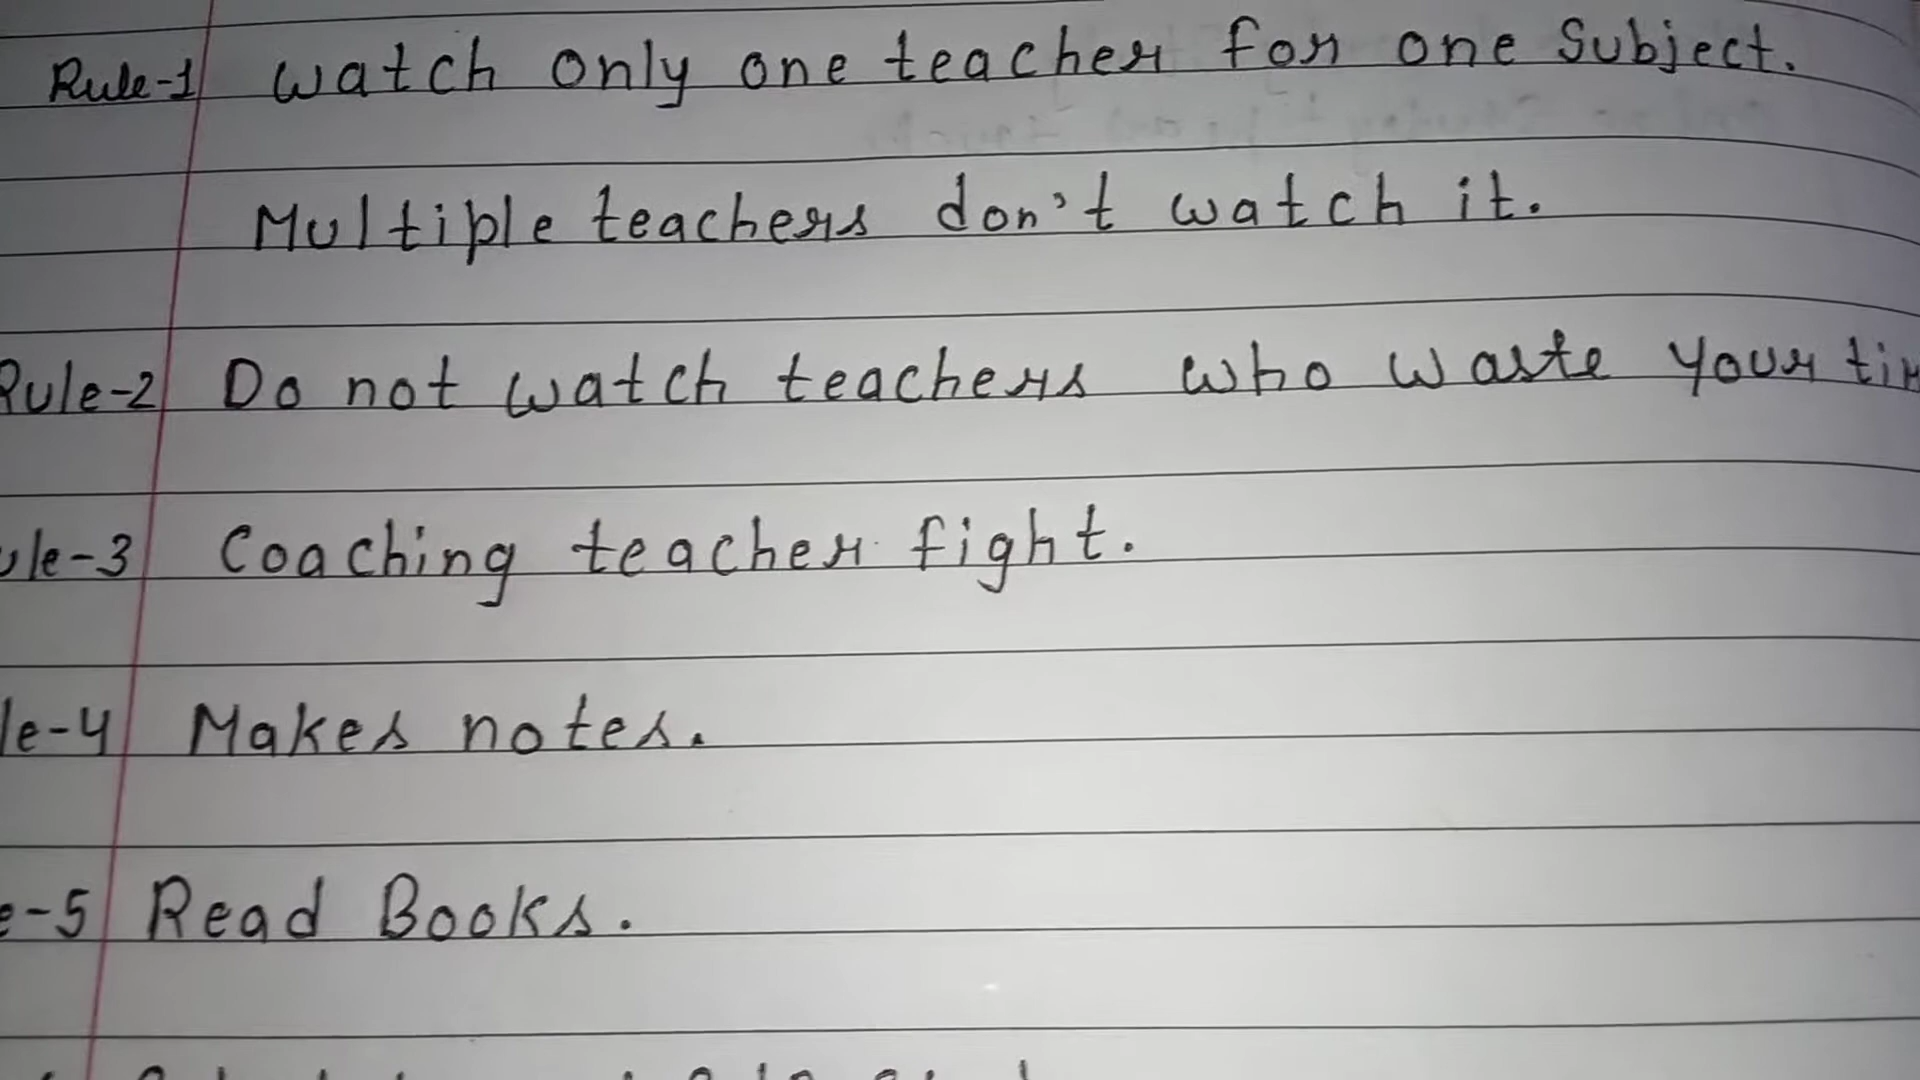 Rule-1 Watch only one teacher for one Subject.
Multiple teachers don't watch it.
Rule-2 Do not watch teachers who waste your
Rule-3 Coaching teacher fight.
le-4 Makes notes.
e-5 Read Books.